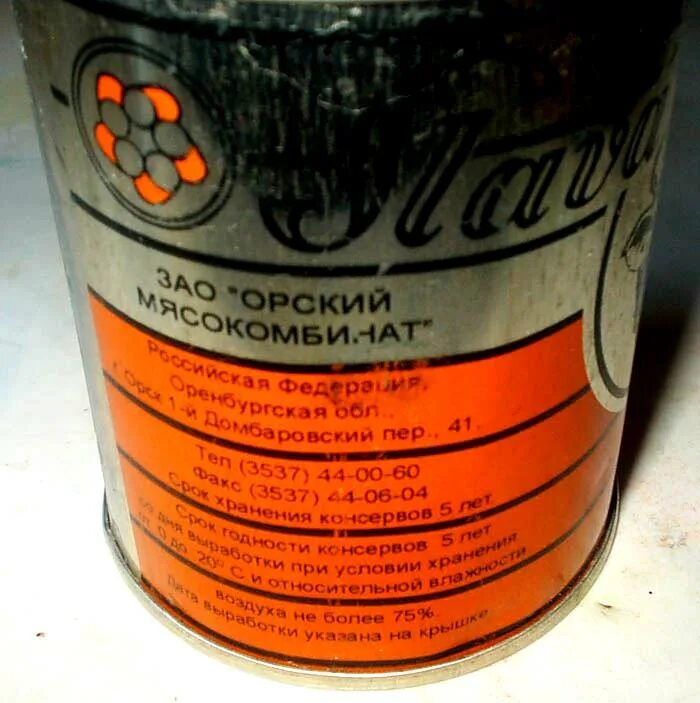 ЗАО "ОРСКИЙ
МЯСОКОМБИНАТ"
Российская Федерация,
Оренбургская обл.,
г. Орск 1-й Домбаровский пер., 41.
Тел (3537) 44-00-60
Факс (3537) 44-06-04
Срок хранения консервов 5 лет
Срок годности консервов 5 лет
со дня выработки при условии хранения
от 0 до 20° С и относительной влажности
воздуха не более 75%.
Дата выработки указана на крышке